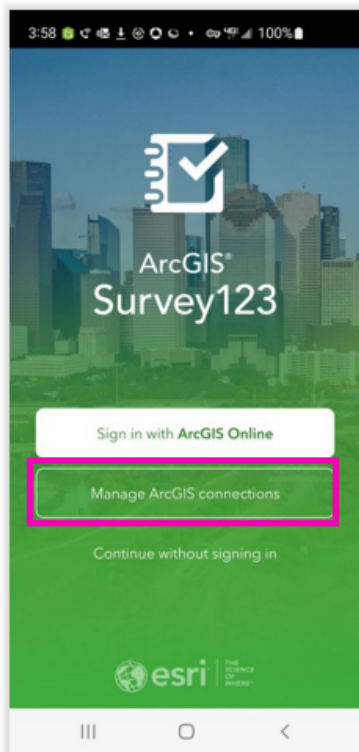 3:58 100%
ArcGIS®
Survey123
Sign in with ArcGIS Online
Manage ArcGIS connections
Continue without signing in
esri THE
SCIENCE
OF
WHERE™